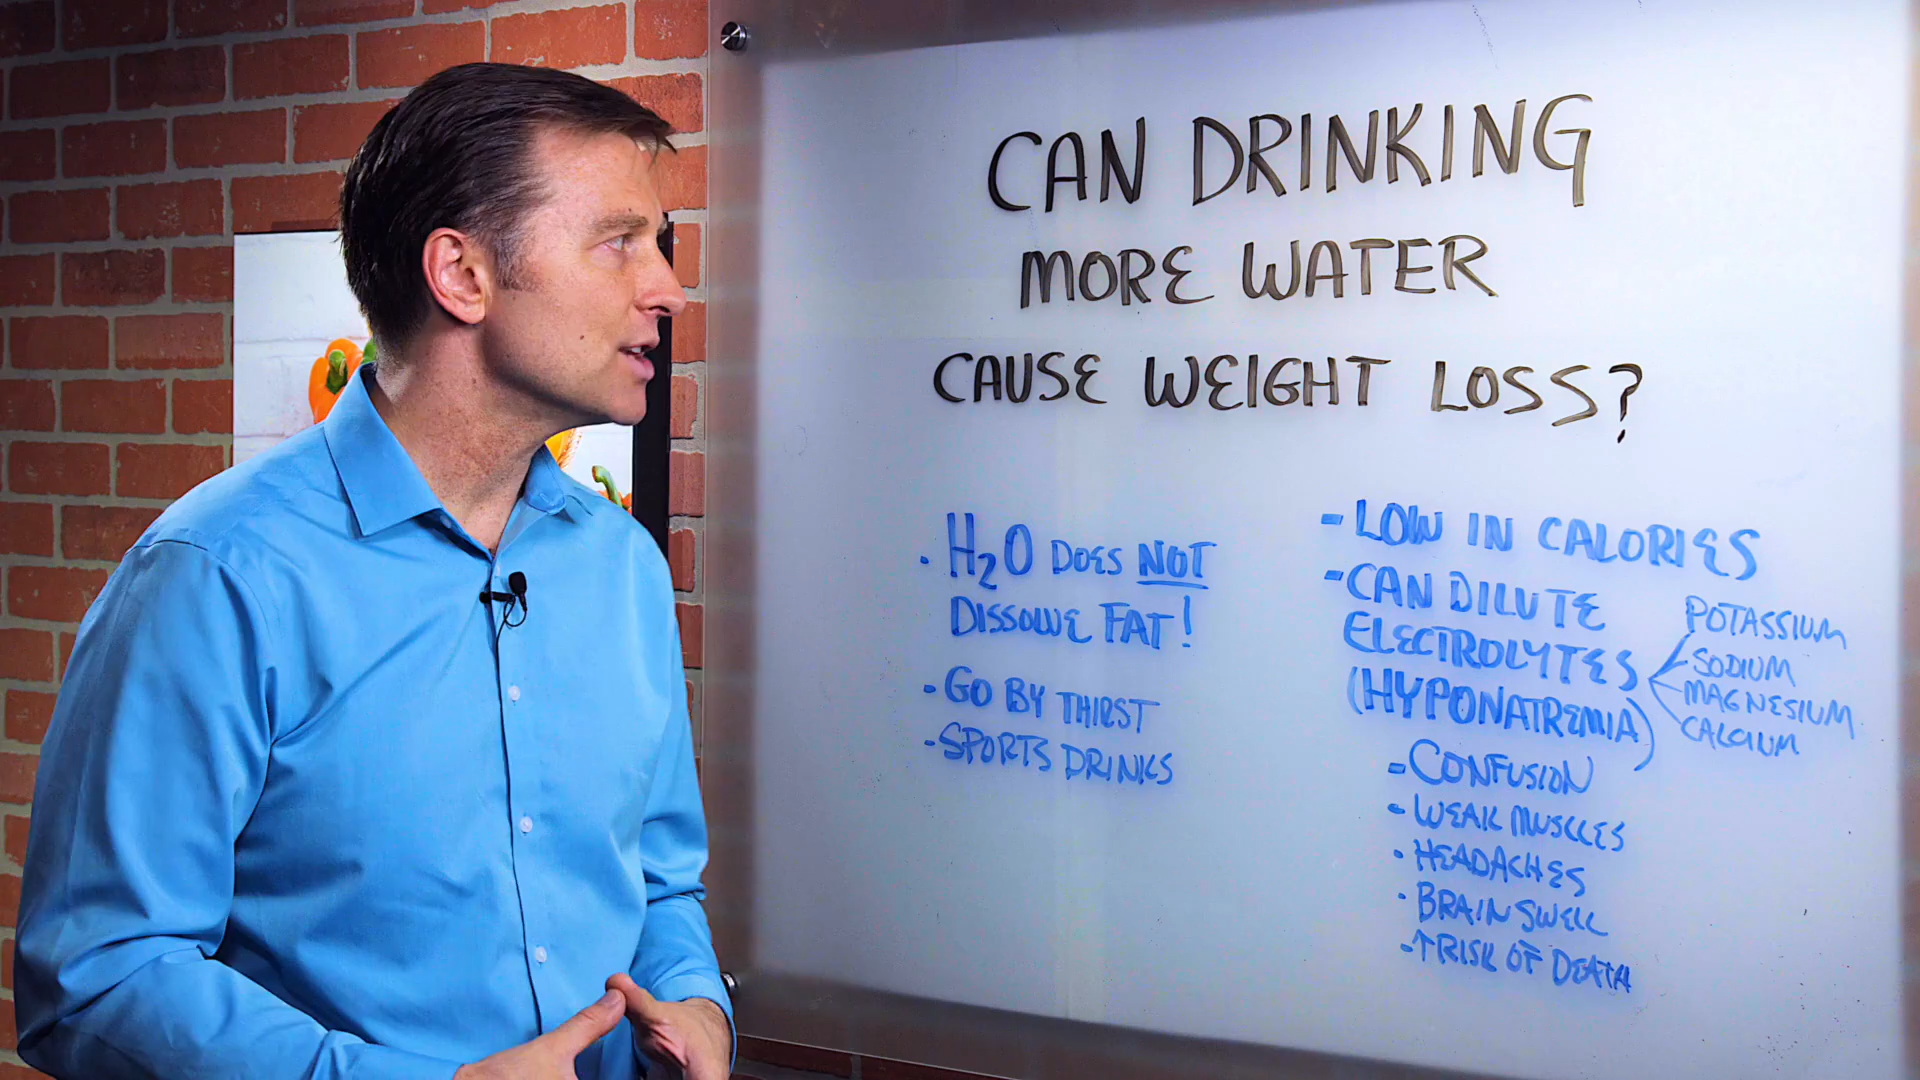 CAN DRINKING
MORE WATER
CAUSE WEIGHT LOSS?
• H₂O DOES NOT
DISSOLVE FAT!
- GO BY THIRST
- SPORTS DRINKS
- LOW IN CALORIES
- CAN DILUTE
ELECTROLYTES
(HYPONATREMIA)
POTASSIUM
SODIUM
MAGNESIUM
CALCIUM
- CONFUSION
- WEAK MUSCLES
• HEADACHES
• BRAIN SWELL
- ↑ RISK OF DEATH